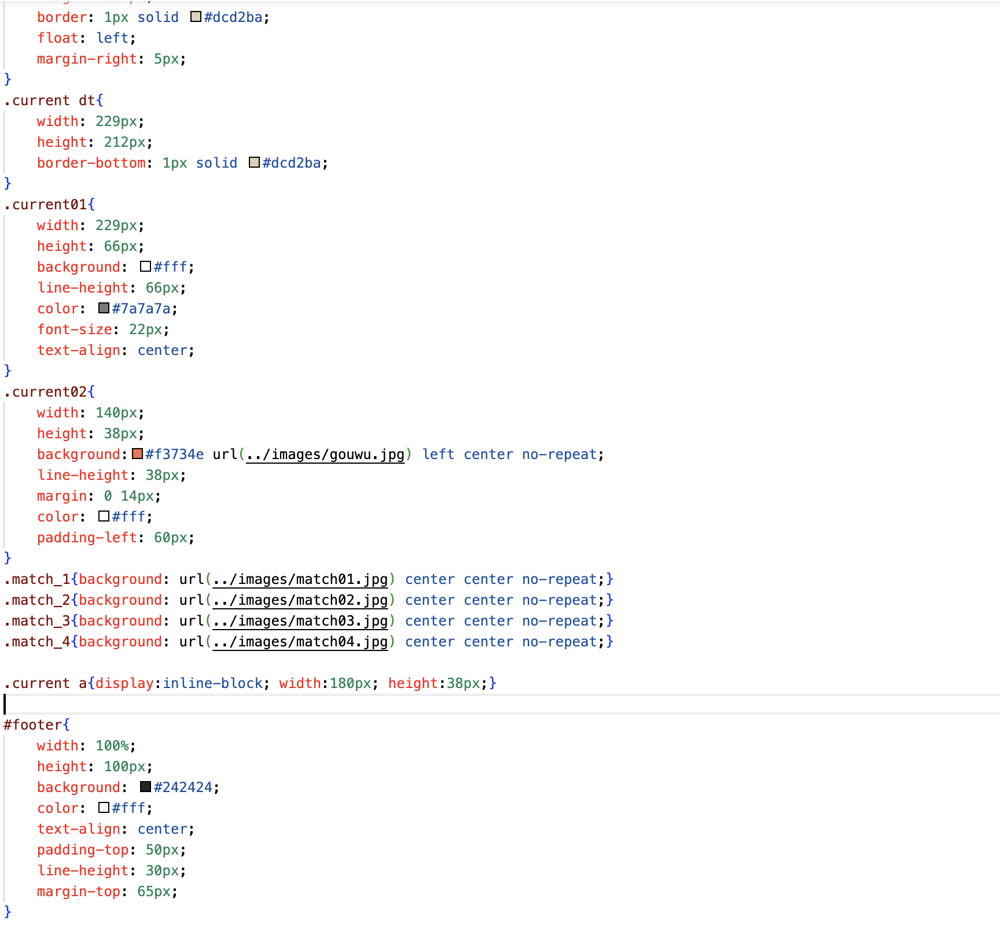 border: 1px solid #dcd2ba;
float: left;
margin-right: 5px;
}
.current dt{
width: 229px;
height: 212px;
border-bottom: 1px solid #dcd2ba;
}
.current01{
width: 229px;
height: 66px;
background: #fff;
line-height: 66px;
color: #7a7a7a;
font-size: 22px;
text-align: center;
}
.current02{
width: 140px;
height: 38px;
background: #f3734e url(../images/gouwu.jpg) left center no-repeat;
line-height: 38px;
margin: 0 14px;
color: #fff;
padding-left: 60px;
}
.match_1{background: url(../images/match01.jpg) center center no-repeat;}
.match_2{background: url(../images/match02.jpg) center center no-repeat;}
.match_3{background: url(../images/match03.jpg) center center no-repeat;}
.match_4{background: url(../images/match04.jpg) center center no-repeat;}
.current a{display:inline-block; width:180px; height:38px;}
#footer{
width: 100%;
height: 100px;
background: #242424;
color: #fff;
text-align: center;
padding-top: 50px;
line-height: 30px;
margin-top: 65px;
}